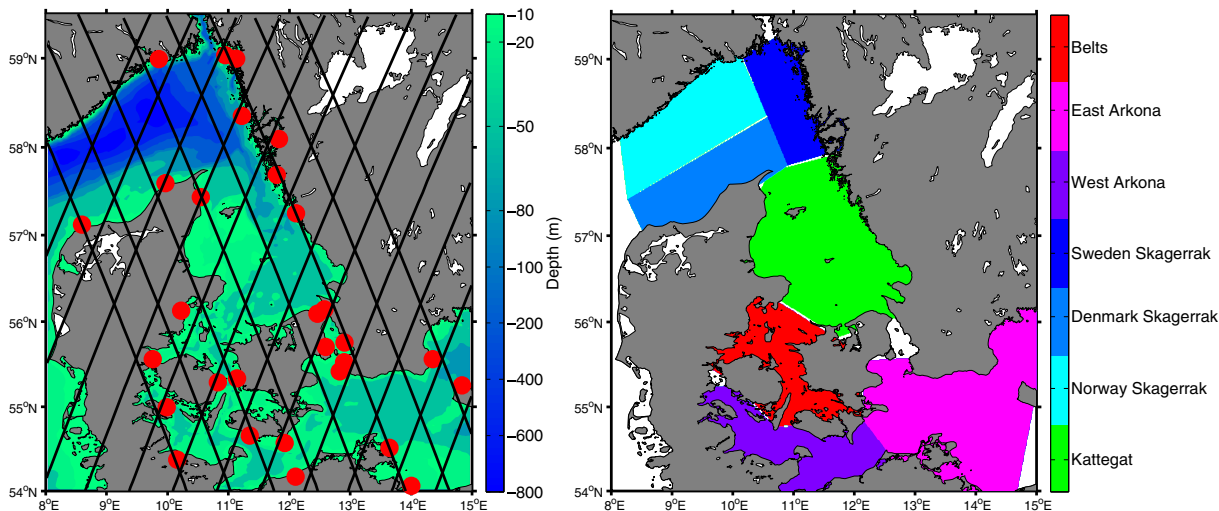 59°N
58°N
57°N
56°N
55°N
54°N
8°E
9°E
10°E
11°E
12°E
13°E
14°E
15°E
−10
−20
−50
−80
−100
−400
−600
−800
Depth (m)
59°N
58°N
57°N
56°N
55°N
54°N
8°E
9°E
10°E
11°E
12°E
13°E
14°E
15°E
Belts
East Arkona
West Arkona
Sweden Skagerrak
Denmark Skagerrak
Norway Skagerrak
Kattegat